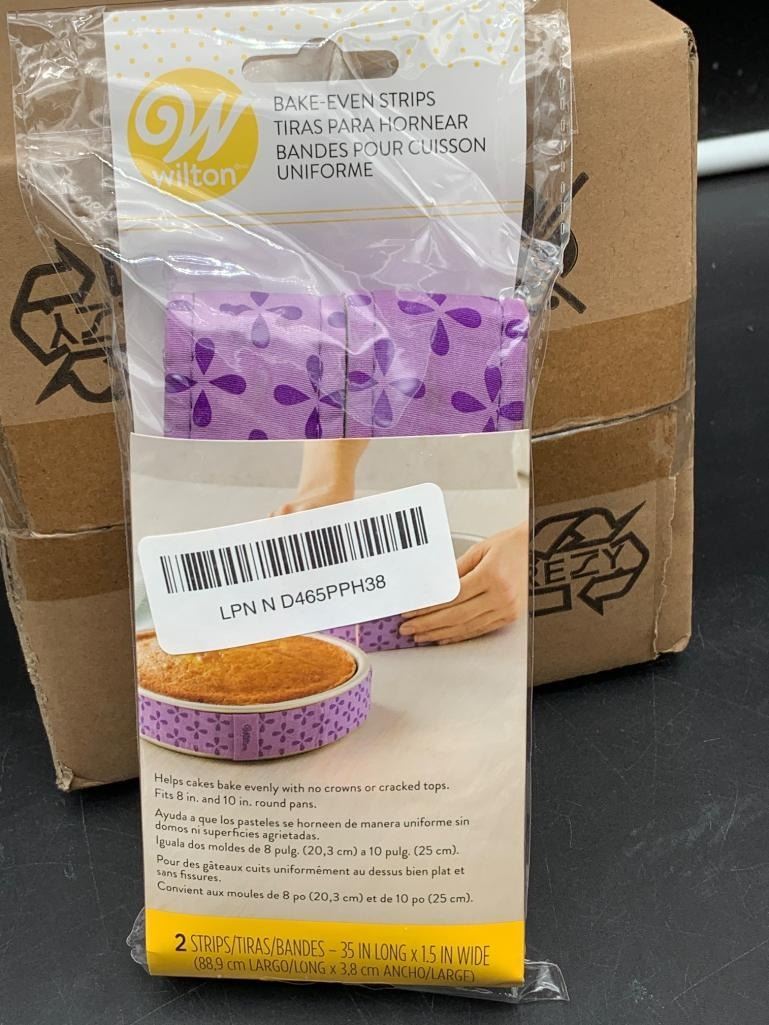 Wilton
BAKE-EVEN STRIPS
TIRAS PARA HORNEAR
BANDES POUR CUISSON
UNIFORME
LPN N D465PPH38
Helps cakes bake evenly with no crowns or cracked tops.
Fits 8 in. and 10 in. round pans.
Ayuda a que los pasteles se horneen de manera uniforme sin
domos ni superficies agrietadas.
Iguala dos moldes de 8 pulg. (20,3 cm) a 10 pulg. (25 cm).
Pour des gâteaux cuits uniformément au dessus bien plat et
sans fissures.
Convient aux moules de 8 po (20,3 cm) et de 10 po (25 cm).
2 STRIPS/TIRAS/BANDES – 35 IN LONG x 1.5 IN WIDE
(88,9 cm LARGO/LONG x 3,8 cm ANCHO/LARGE)
REZY